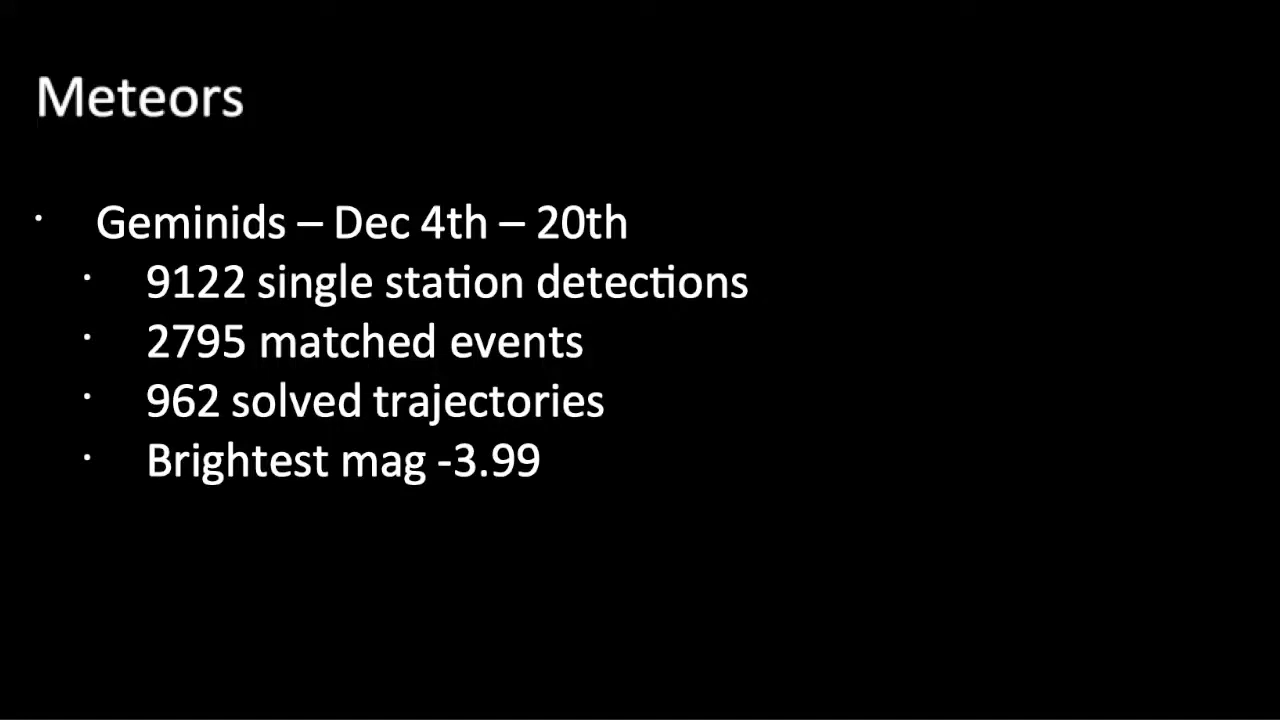 Meteors
· Geminids – Dec 4th – 20th
· 9122 single station detections
· 2795 matched events
· 962 solved trajectories
· Brightest mag -3.99